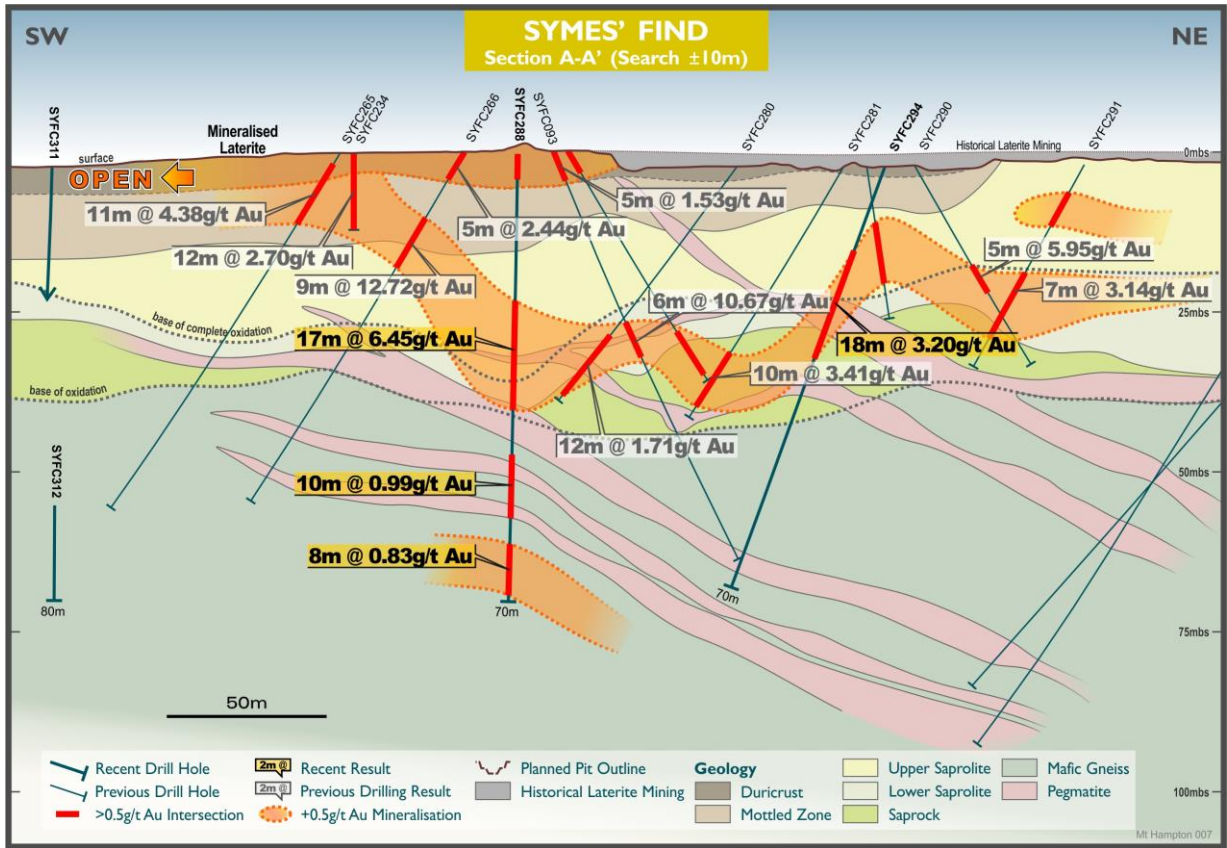 SW
SYMES’ FIND
Section A-A’ (Search ±10m)
NE
SYFC311
SYFC265
SYFC234
SYFC266
SYFC288
SYFC093
SYFC280
SYFC281
SYFC294
SYFC290
SYFC291
Mineralised
Laterite
Historical Laterite Mining
surface
0mbs
OPEN
11m @ 4.38g/t Au
12m @ 2.70g/t Au
9m @ 12.72g/t Au
5m @ 2.44g/t Au
5m @ 1.53g/t Au
5m @ 5.95g/t Au
7m @ 3.14g/t Au
6m @ 10.67g/t Au
17m @ 6.45g/t Au
18m @ 3.20g/t Au
10m @ 3.41g/t Au
12m @ 1.71g/t Au
25mbs
base of complete oxidation
base of oxidation
SYFC312
10m @ 0.99g/t Au
50mbs
8m @ 0.83g/t Au
80m
70m
70m
75mbs
50m
Recent Drill Hole
Previous Drill Hole
>0.5g/t Au Intersection
2m @
Recent Result
2m @
Previous Drilling Result
+0.5g/t Au Mineralisation
Planned Pit Outline
Historical Laterite Mining
Geology
Duricrust
Mottled Zone
Upper Saprolite
Lower Saprolite
Saprock
Mafic Gneiss
Pegmatite
100mbs
Mt Hampton 007